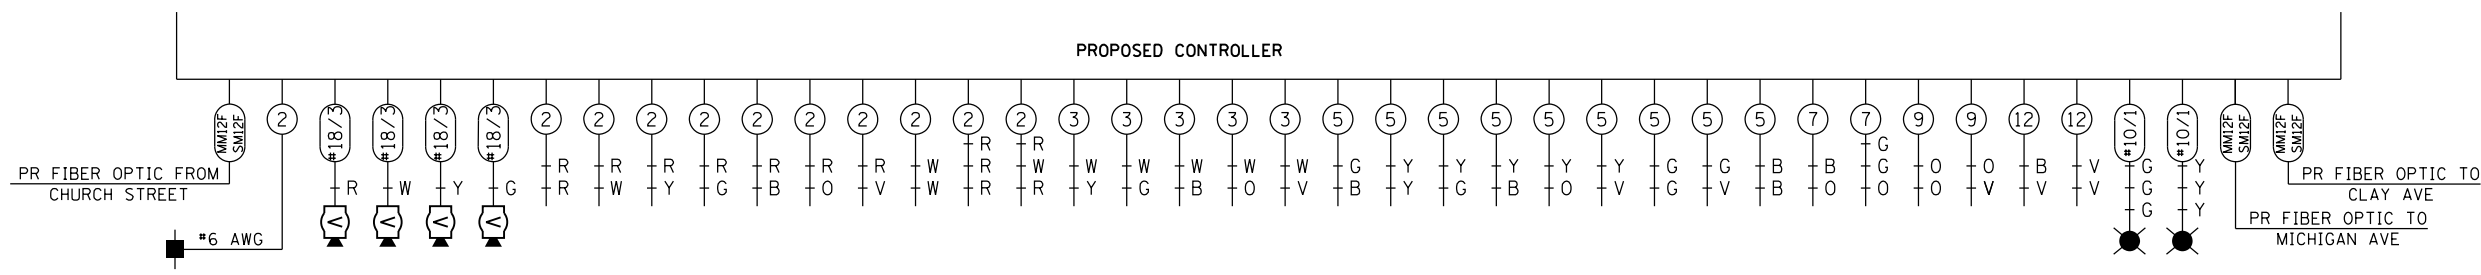 PROPOSED CONTROLLER
MM12F SM12F 2 #18/3 #18/3 #18/3 #18/3 2 2 2 2 2 2 2 2 2 2 3 3 3 3 3 5 5 5 5 5 5 5 5 5 7 7 9 9 12 12 #10/1 #10/1 MM12F SM12F MM12F SM12F
R R G
R R R R R R R W R W W W W W W G Y Y Y Y Y G G B B G O O B V G Y
R W Y G R W Y G B O V W R R Y G B O V B Y G B O V G V B O O O V V V G Y
G Y
V V V V
PR FIBER OPTIC FROM
CHURCH STREET
#6 AWG
PR FIBER OPTIC TO
CLAY AVE
PR FIBER OPTIC TO
MICHIGAN AVE